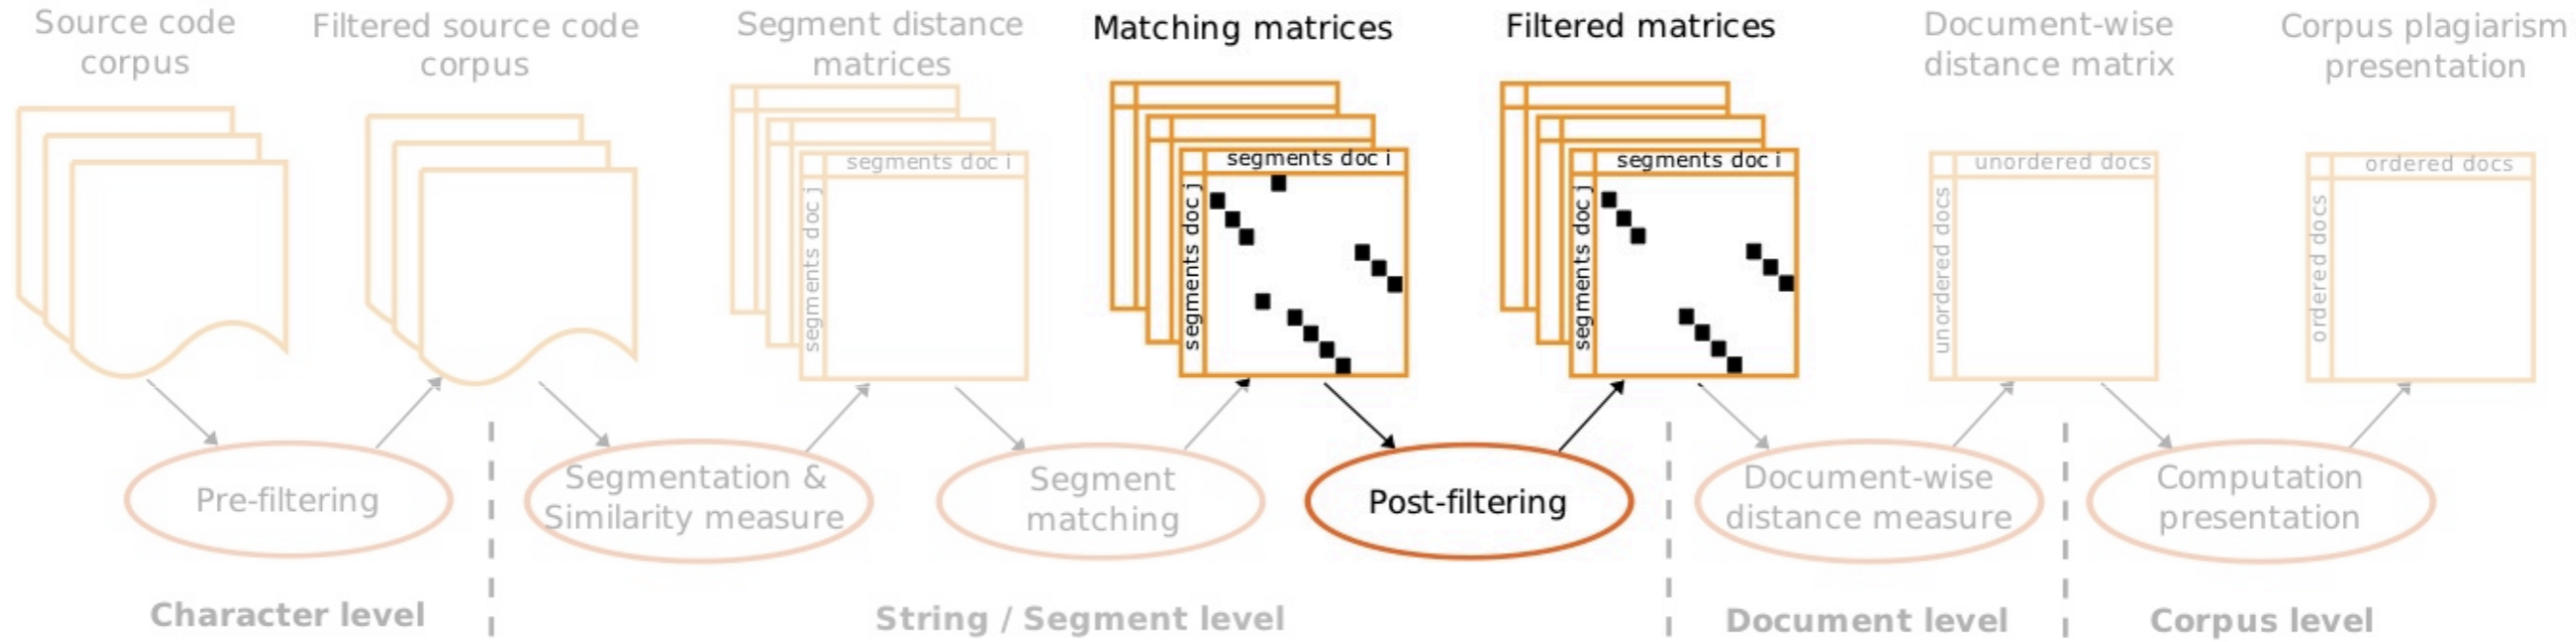 Source code
corpus
Filtered source code
corpus
Segment distance
matrices
Matching matrices
Filtered matrices
Document-wise
distance matrix
Corpus plagiarism
presentation
segments doc i
segments doc j
segments doc i
segments doc j
segments doc i
segments doc j
unordered docs
unordered docs
ordered docs
ordered docs
Pre-filtering
Segmentation &
Similarity measure
Segment
matching
Post-filtering
Document-wise
distance measure
Computation
presentation
Character level
String / Segment level
Document level
Corpus level